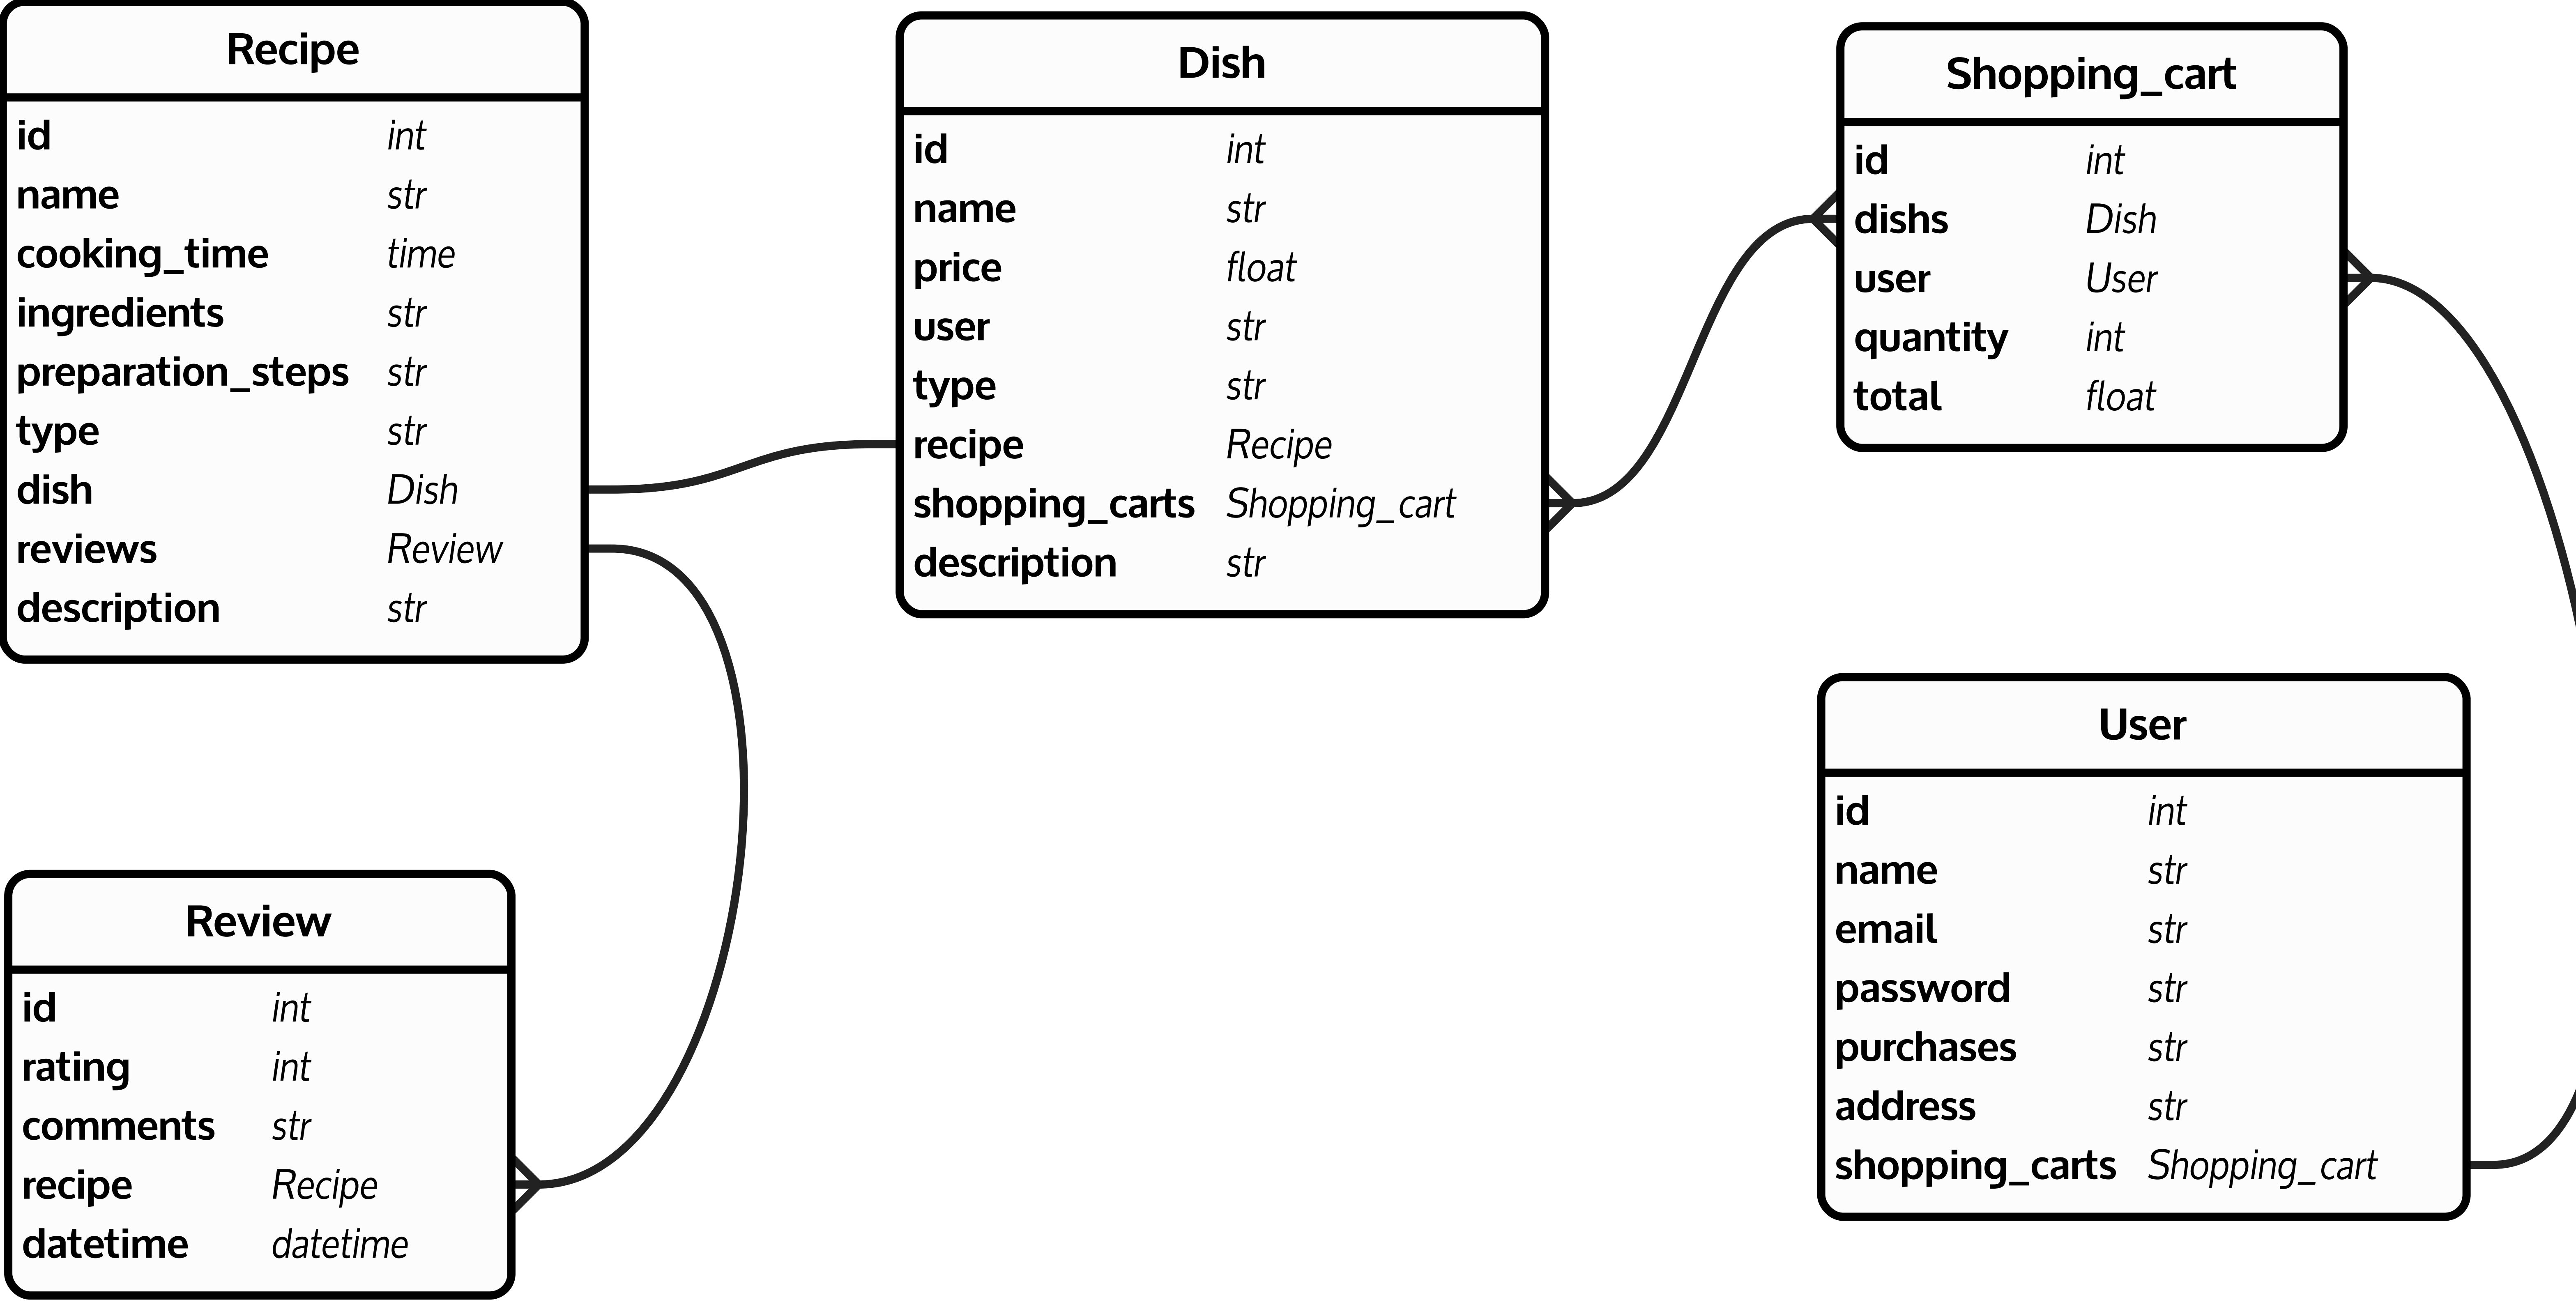 Recipe
id int
name str
cooking_time time
ingredients str
preparation_steps str
type str
dish Dish
reviews Review
description str
Dish
id int
name str
price float
user str
type str
recipe Recipe
shopping_carts Shopping_cart
description str
Shopping_cart
id int
dishs Dish
user User
quantity int
total float
Review
id int
rating int
comments str
recipe Recipe
datetime datetime
User
id int
name str
email str
password str
purchases str
address str
shopping_carts Shopping_cart